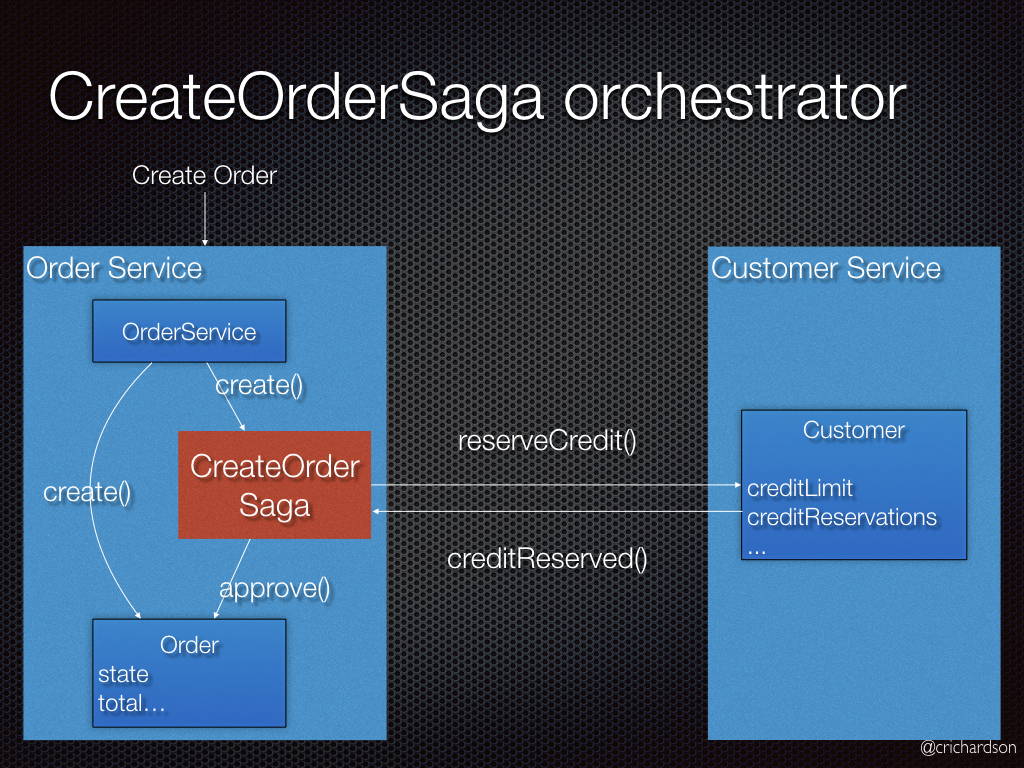 CreateOrderSaga orchestrator
Create Order
Order Service
OrderService
create()
create()
CreateOrder
Saga
approve()
Order
state
total...
reserveCredit()
creditReserved()
Customer Service
Customer
creditLimit
creditReservations
...
@crichardson